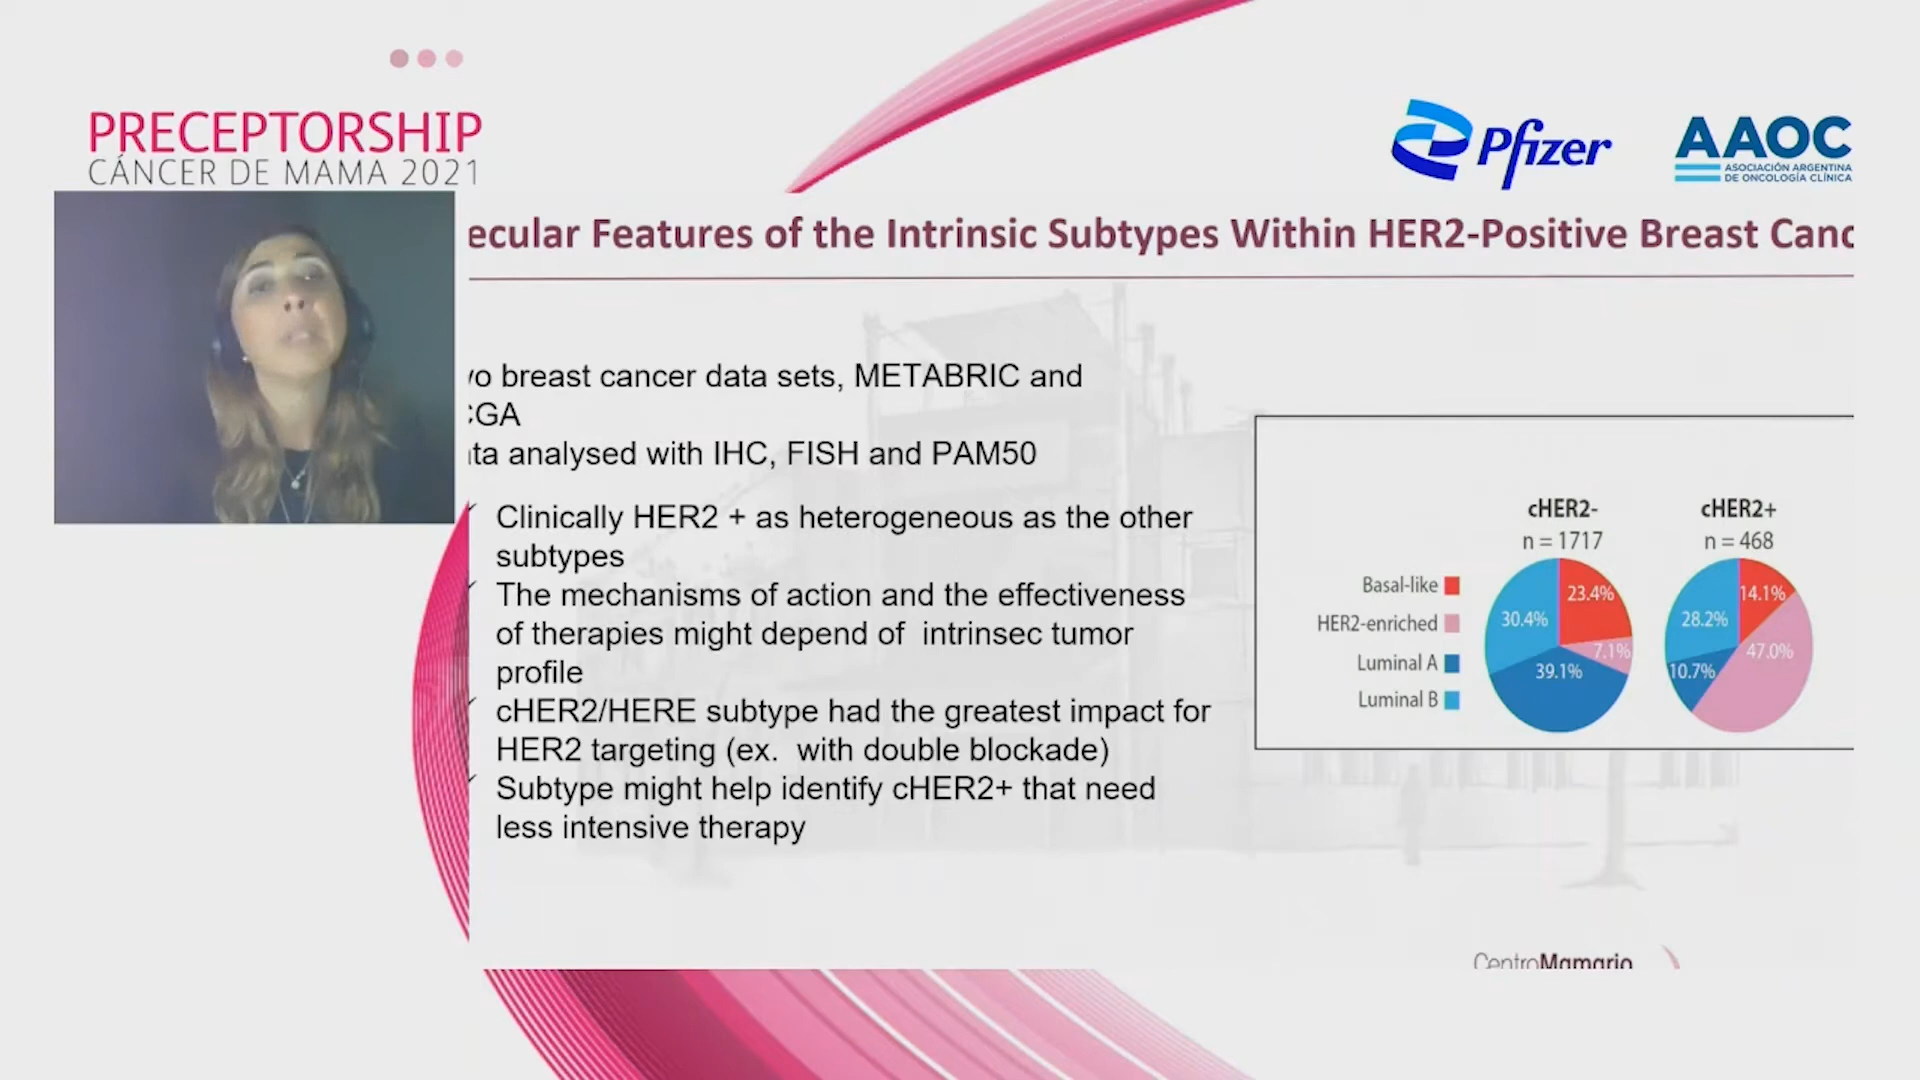 PRECEPTORSHIP
CÁNCER DE MAMA 2021
Pfizer
AAOC
ASOCIACIÓN ARGENTINA
DE ONCOLOGÍA CLÍNICA
ecular Features of the Intrinsic Subtypes Within HER2-Positive Breast Canc
o breast cancer data sets, METABRIC and
CGA
ta analysed with IHC, FISH and PAM50
Clinically HER2 + as heterogeneous as the other
subtypes
The mechanisms of action and the effectiveness
of therapies might depend of intrinsec tumor
profile
cHER2/HERE subtype had the greatest impact for
HER2 targeting (ex. with double blockade)
Subtype might help identify cHER2+ that need
less intensive therapy
cHER2-
n = 1717
cHER2+
n = 468
Basal-like
HER2-enriched
Luminal A
Luminal B
23.4%
7.1%
39.1%
30.4%
14.1%
47.0%
10.7%
28.2%
CentroMamario